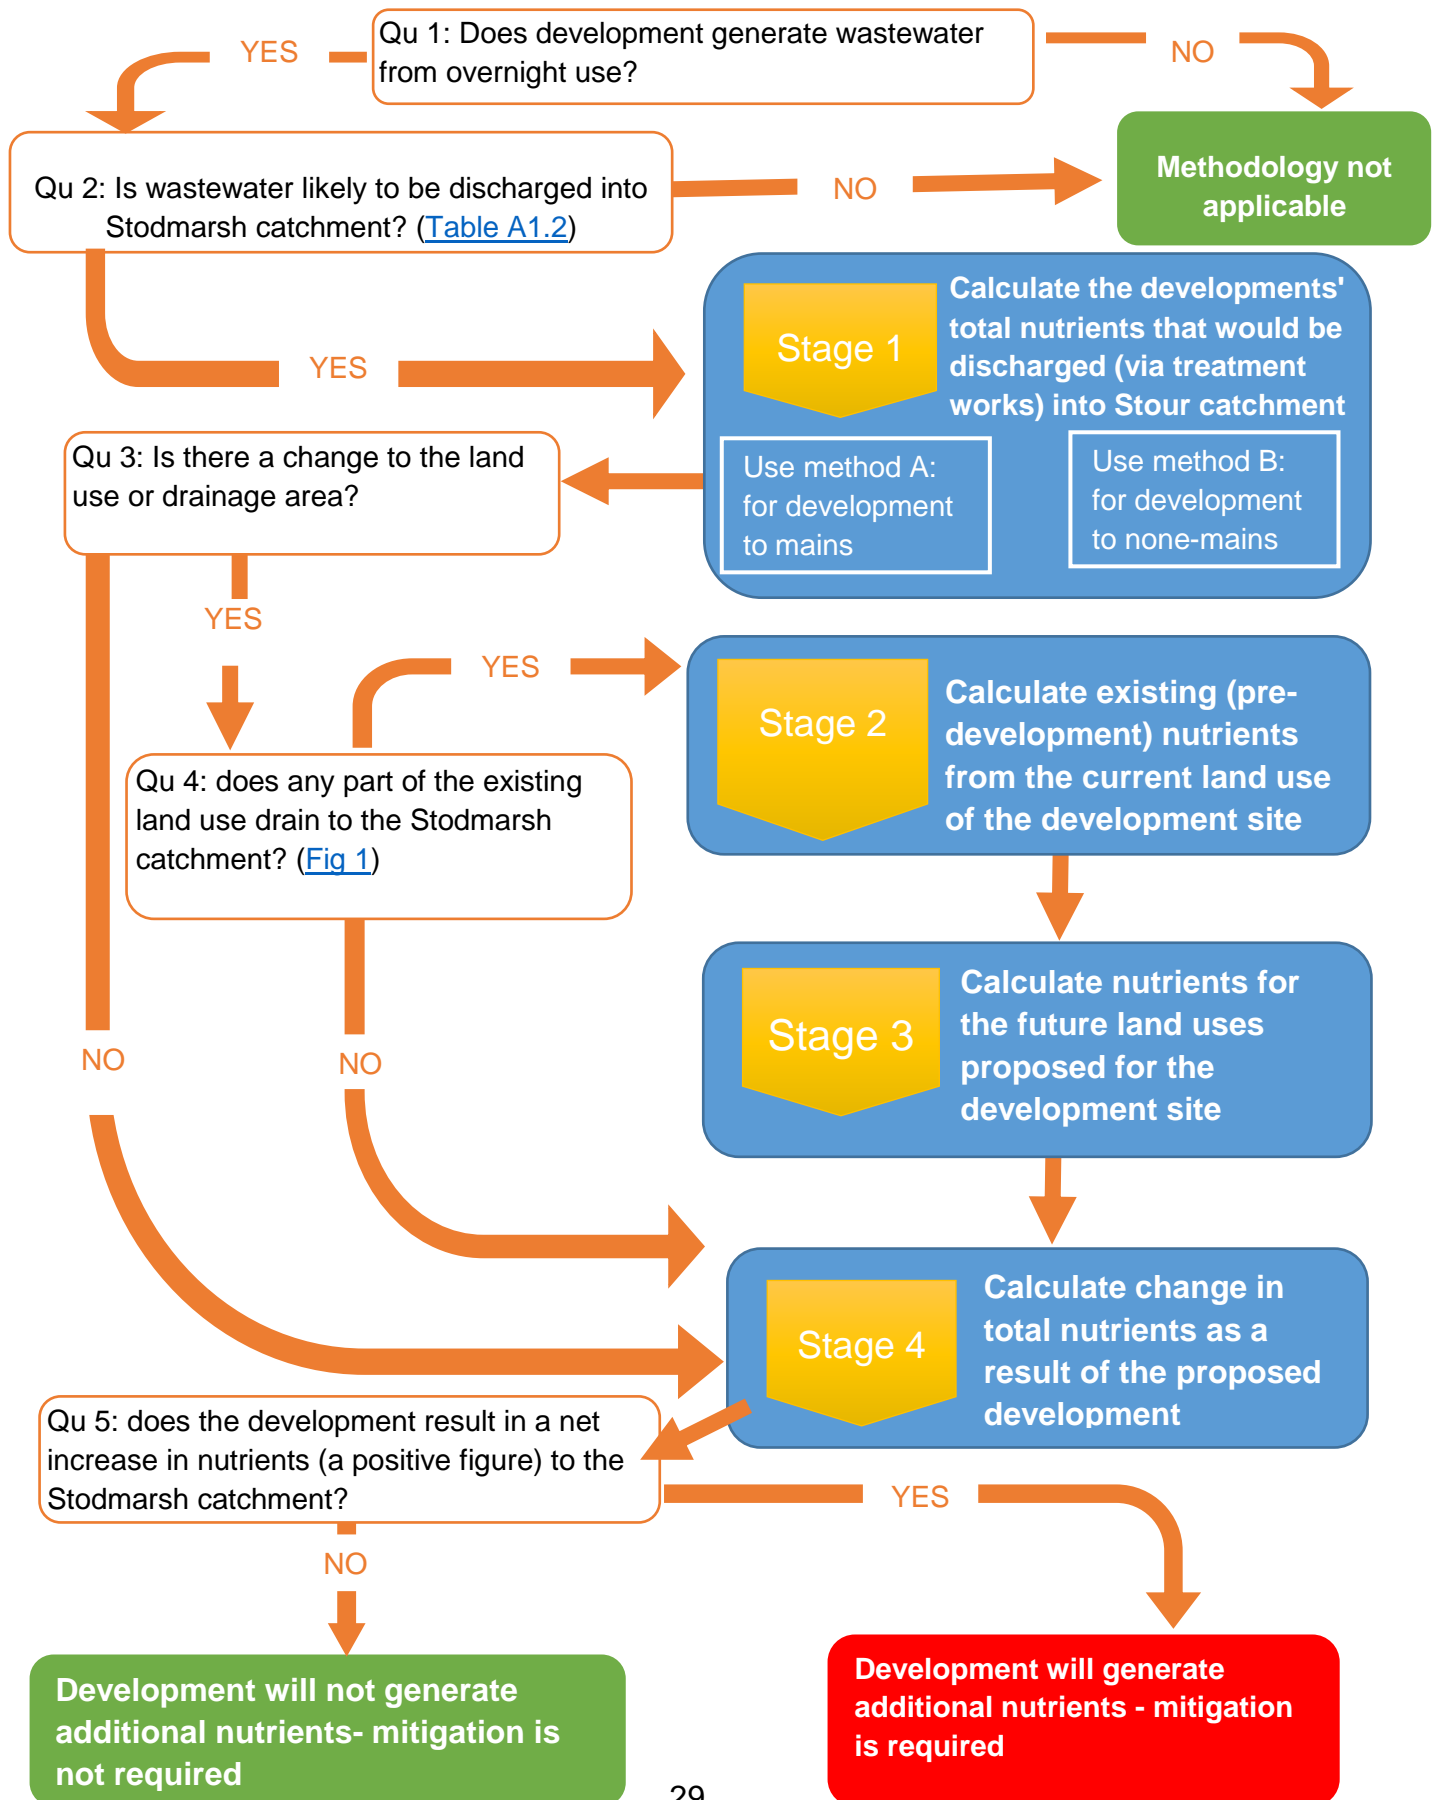 Qu 1: Does development generate wastewater
from overnight use?
YES
NO
Methodology not
applicable
Qu 2: Is wastewater likely to be discharged into
Stodmarsh catchment? (Table A1.2)
NO
YES
Stage 1
Calculate the developments'
total nutrients that would be
discharged (via treatment
works) into Stour catchment
Use method A:
for development
to mains
Use method B:
for development
to none-mains
Qu 3: Is there a change to the land
use or drainage area?
YES
NO
Qu 4: does any part of the existing
land use drain to the Stodmarsh
catchment? (Fig 1)
YES
NO
Stage 2
Calculate existing (pre-
development) nutrients
from the current land use
of the development site
Stage 3
Calculate nutrients for
the future land uses
proposed for the
development site
Stage 4
Calculate change in
total nutrients as a
result of the proposed
development
Qu 5: does the development result in a net
increase in nutrients (a positive figure) to the
Stodmarsh catchment?
YES
NO
Development will not generate
additional nutrients- mitigation is
not required
Development will generate
additional nutrients - mitigation
is required
29